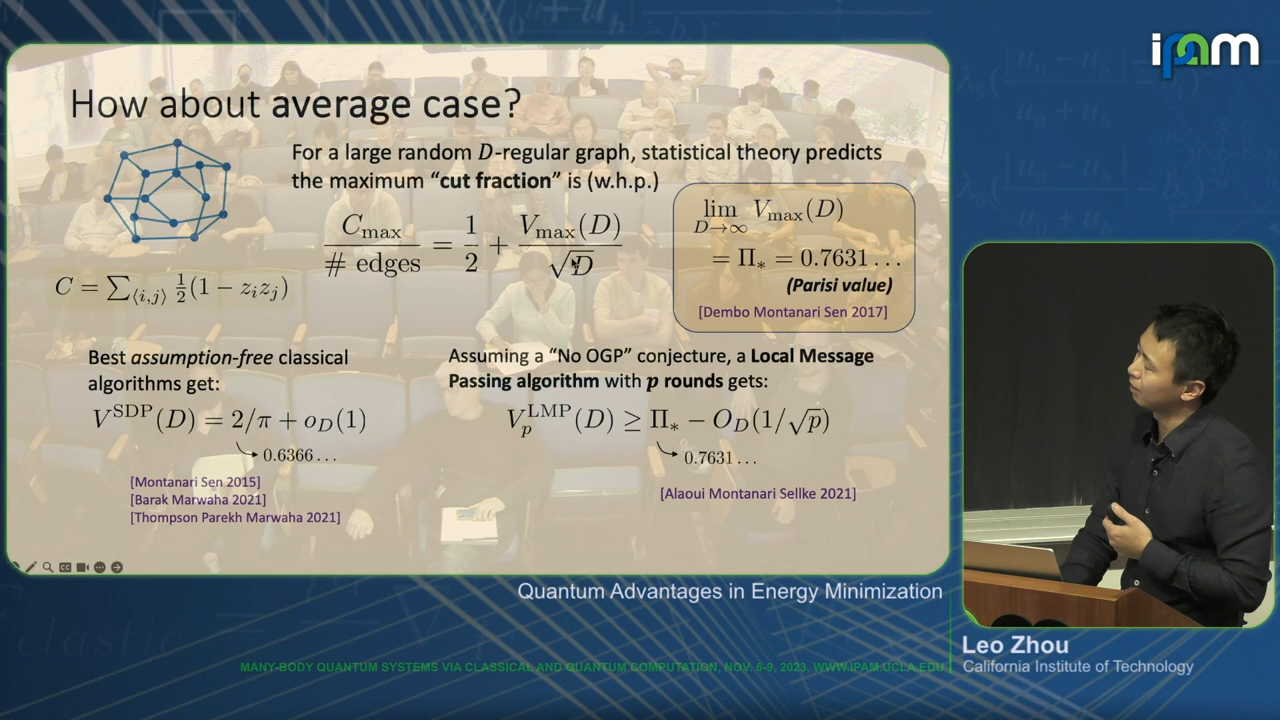 ipam
How about average case?
For a large random D-regular graph, statistical theory predicts
the maximum "cut fraction" is (w.h.p.)
C_max / # edges = 1/2 + V_max(D) / √D
lim D→∞ V_max(D)
= Π* = 0.7631...
(Parisi value)
[Dembo Montanari Sen 2017]
C = ∑⟨i,j⟩ 1/2 (1 − z_i z_j)
Best assumption-free classical
algorithms get:
V^SDP(D) = 2/π + o_D(1)
0.6366...
[Montanari Sen 2015]
[Barak Marwaha 2021]
[Thompson Parekh Marwaha 2021]
Assuming a "No OGP" conjecture, a Local Message
Passing algorithm with p rounds gets:
V_p^LMP(D) ≥ Π* − O_D(1/√p)
0.7631...
[Alaoui Montanari Sellke 2021]
Quantum Advantages in Energy Minimization
Leo Zhou
California Institute of Technology
MANY-BODY QUANTUM SYSTEMS VIA CLASSICAL AND QUANTUM COMPUTATION, NOV. 6-9, 2023, WWW.IPAM.UCLA.EDU
elastic